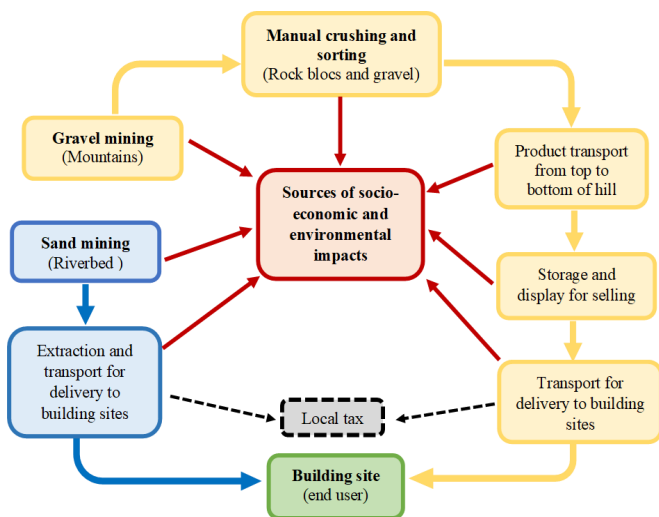 Manual crushing and
sorting
(Rock blocs and gravel)
Gravel mining
(Mountains)
Product transport
from top to
bottom of hill
Sources of socio-
economic and
environmental
impacts
Sand mining
(Riverbed )
Storage and
display for selling
Extraction and
transport for
delivery to
building sites
Transport for
delivery to building
sites
Local tax
Building site
(end user)